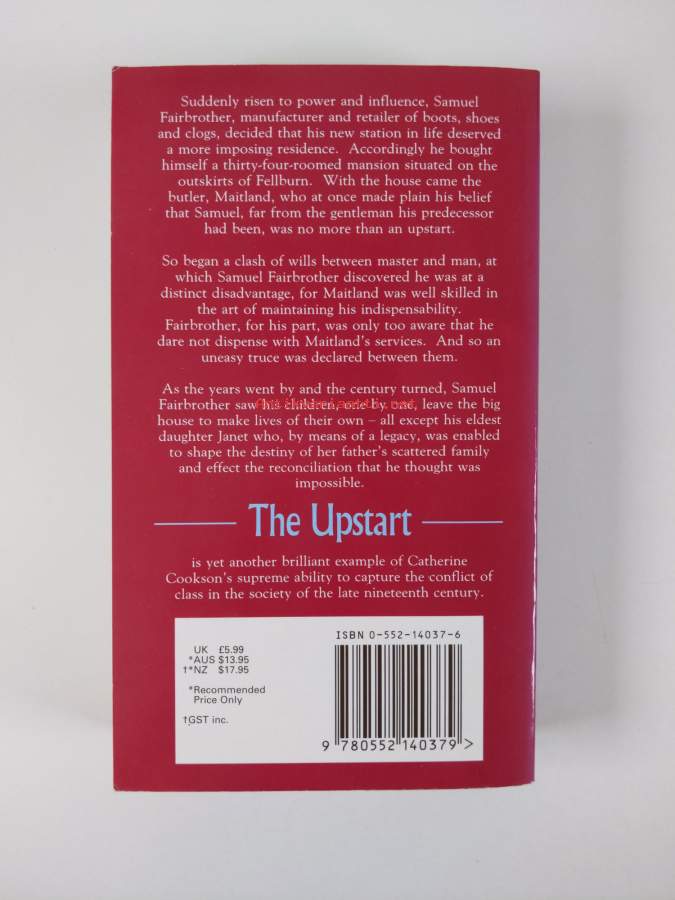 Suddenly risen to power and influence, Samuel
Fairbrother, manufacturer and retailer of boots, shoes
and clogs, decided that his new station in life deserved
a more imposing residence. Accordingly he bought
himself a thirty-four-roomed mansion situated on the
outskirts of Fellburn. With the house came the
butler, Maitland, who at once made plain his belief
that Samuel, far from the gentleman his predecessor
had been, was no more than an upstart.
So began a clash of wills between master and man, at
which Samuel Fairbrother discovered he was at a
distinct disadvantage, for Maitland was well skilled in
the art of maintaining his indispensability.
Fairbrother, for his part, was only too aware that he
dare not dispense with Maitland's services. And so an
uneasy truce was declared between them.
As the years went by and the century turned, Samuel
Fairbrother saw his children, one by one, leave the big
house to make lives of their own – all except his eldest
daughter Janet who, by means of a legacy, was enabled
to shape the destiny of her father's scattered family
and effect the reconciliation that he thought was
impossible.
The Upstart
is yet another brilliant example of Catherine
Cookson's supreme ability to capture the conflict of
class in the society of the late nineteenth century.
UK £5.99
*AUS $13.95
†*NZ $17.95
*Recommended
Price Only
†GST inc.
ISBN 0-552-14037-6
9 780552 140379 >